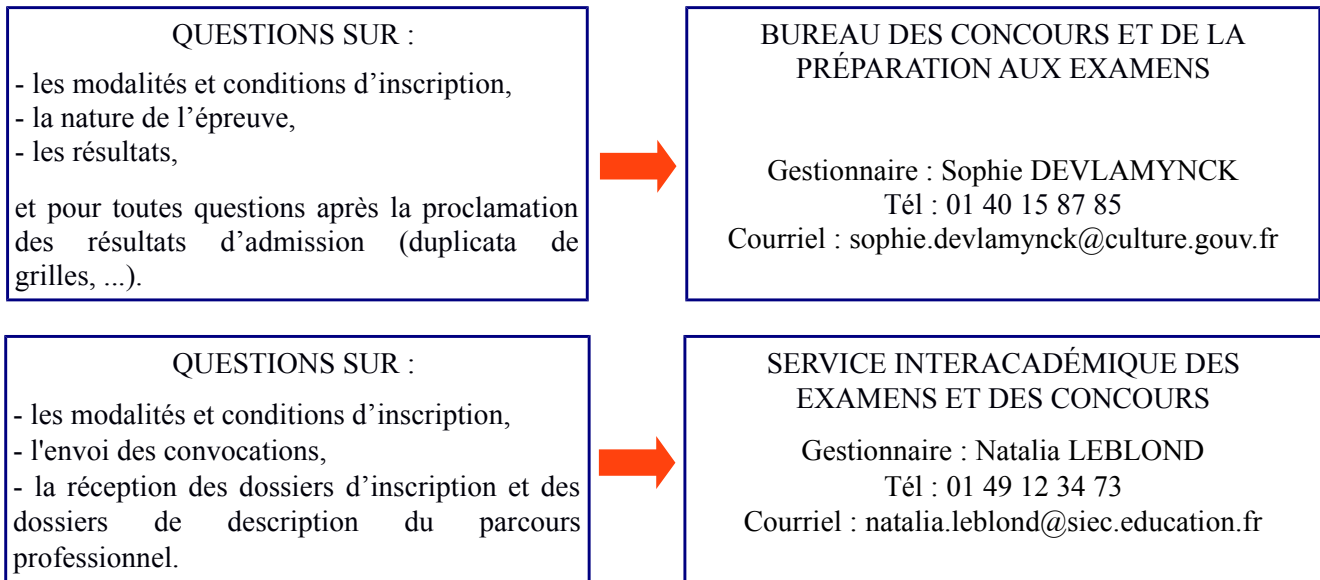 QUESTIONS SUR :
- les modalités et conditions d’inscription,
- la nature de l’épreuve,
- les résultats,
et pour toutes questions après la proclamation
des résultats d’admission (duplicata de
grilles, ...).
BUREAU DES CONCOURS ET DE LA
PRÉPARATION AUX EXAMENS
Gestionnaire : Sophie DEVLAMYNCK
Tél : 01 40 15 87 85
Courriel : sophie.devlamynck@culture.gouv.fr
QUESTIONS SUR :
- les modalités et conditions d’inscription,
- l'envoi des convocations,
- la réception des dossiers d’inscription et des
dossiers de description du parcours
professionnel.
SERVICE INTERACADÉMIQUE DES
EXAMENS ET DES CONCOURS
Gestionnaire : Natalia LEBLOND
Tél : 01 49 12 34 73
Courriel : natalia.leblond@siec.education.fr